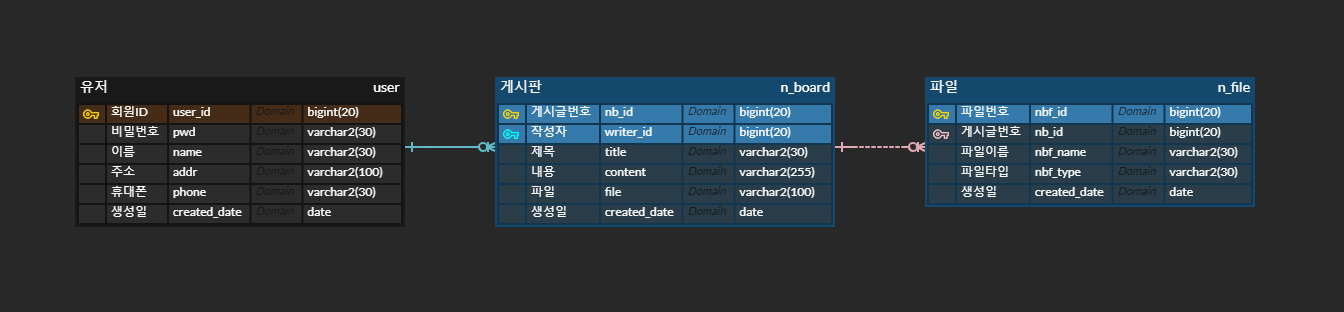 유저 user
회원ID user_id Domain bigint(20)
비밀번호 pwd Domain varchar2(30)
이름 name Domain varchar2(30)
주소 addr Domain varchar2(100)
휴대폰 phone Domain varchar2(30)
생성일 created_date Domain date
게시판 n_board
게시글번호 nb_id Domain bigint(20)
작성자 writer_id Domain bigint(20)
제목 title Domain varchar2(30)
내용 content Domain varchar2(255)
파일 file Domain varchar2(100)
생성일 created_date Domain date
파일 n_file
파일번호 nbf_id Domain bigint(20)
게시글번호 nb_id Domain bigint(20)
파일이름 nbf_name Domain varchar2(30)
파일타입 nbf_type Domain varchar2(30)
생성일 created_date Domain date